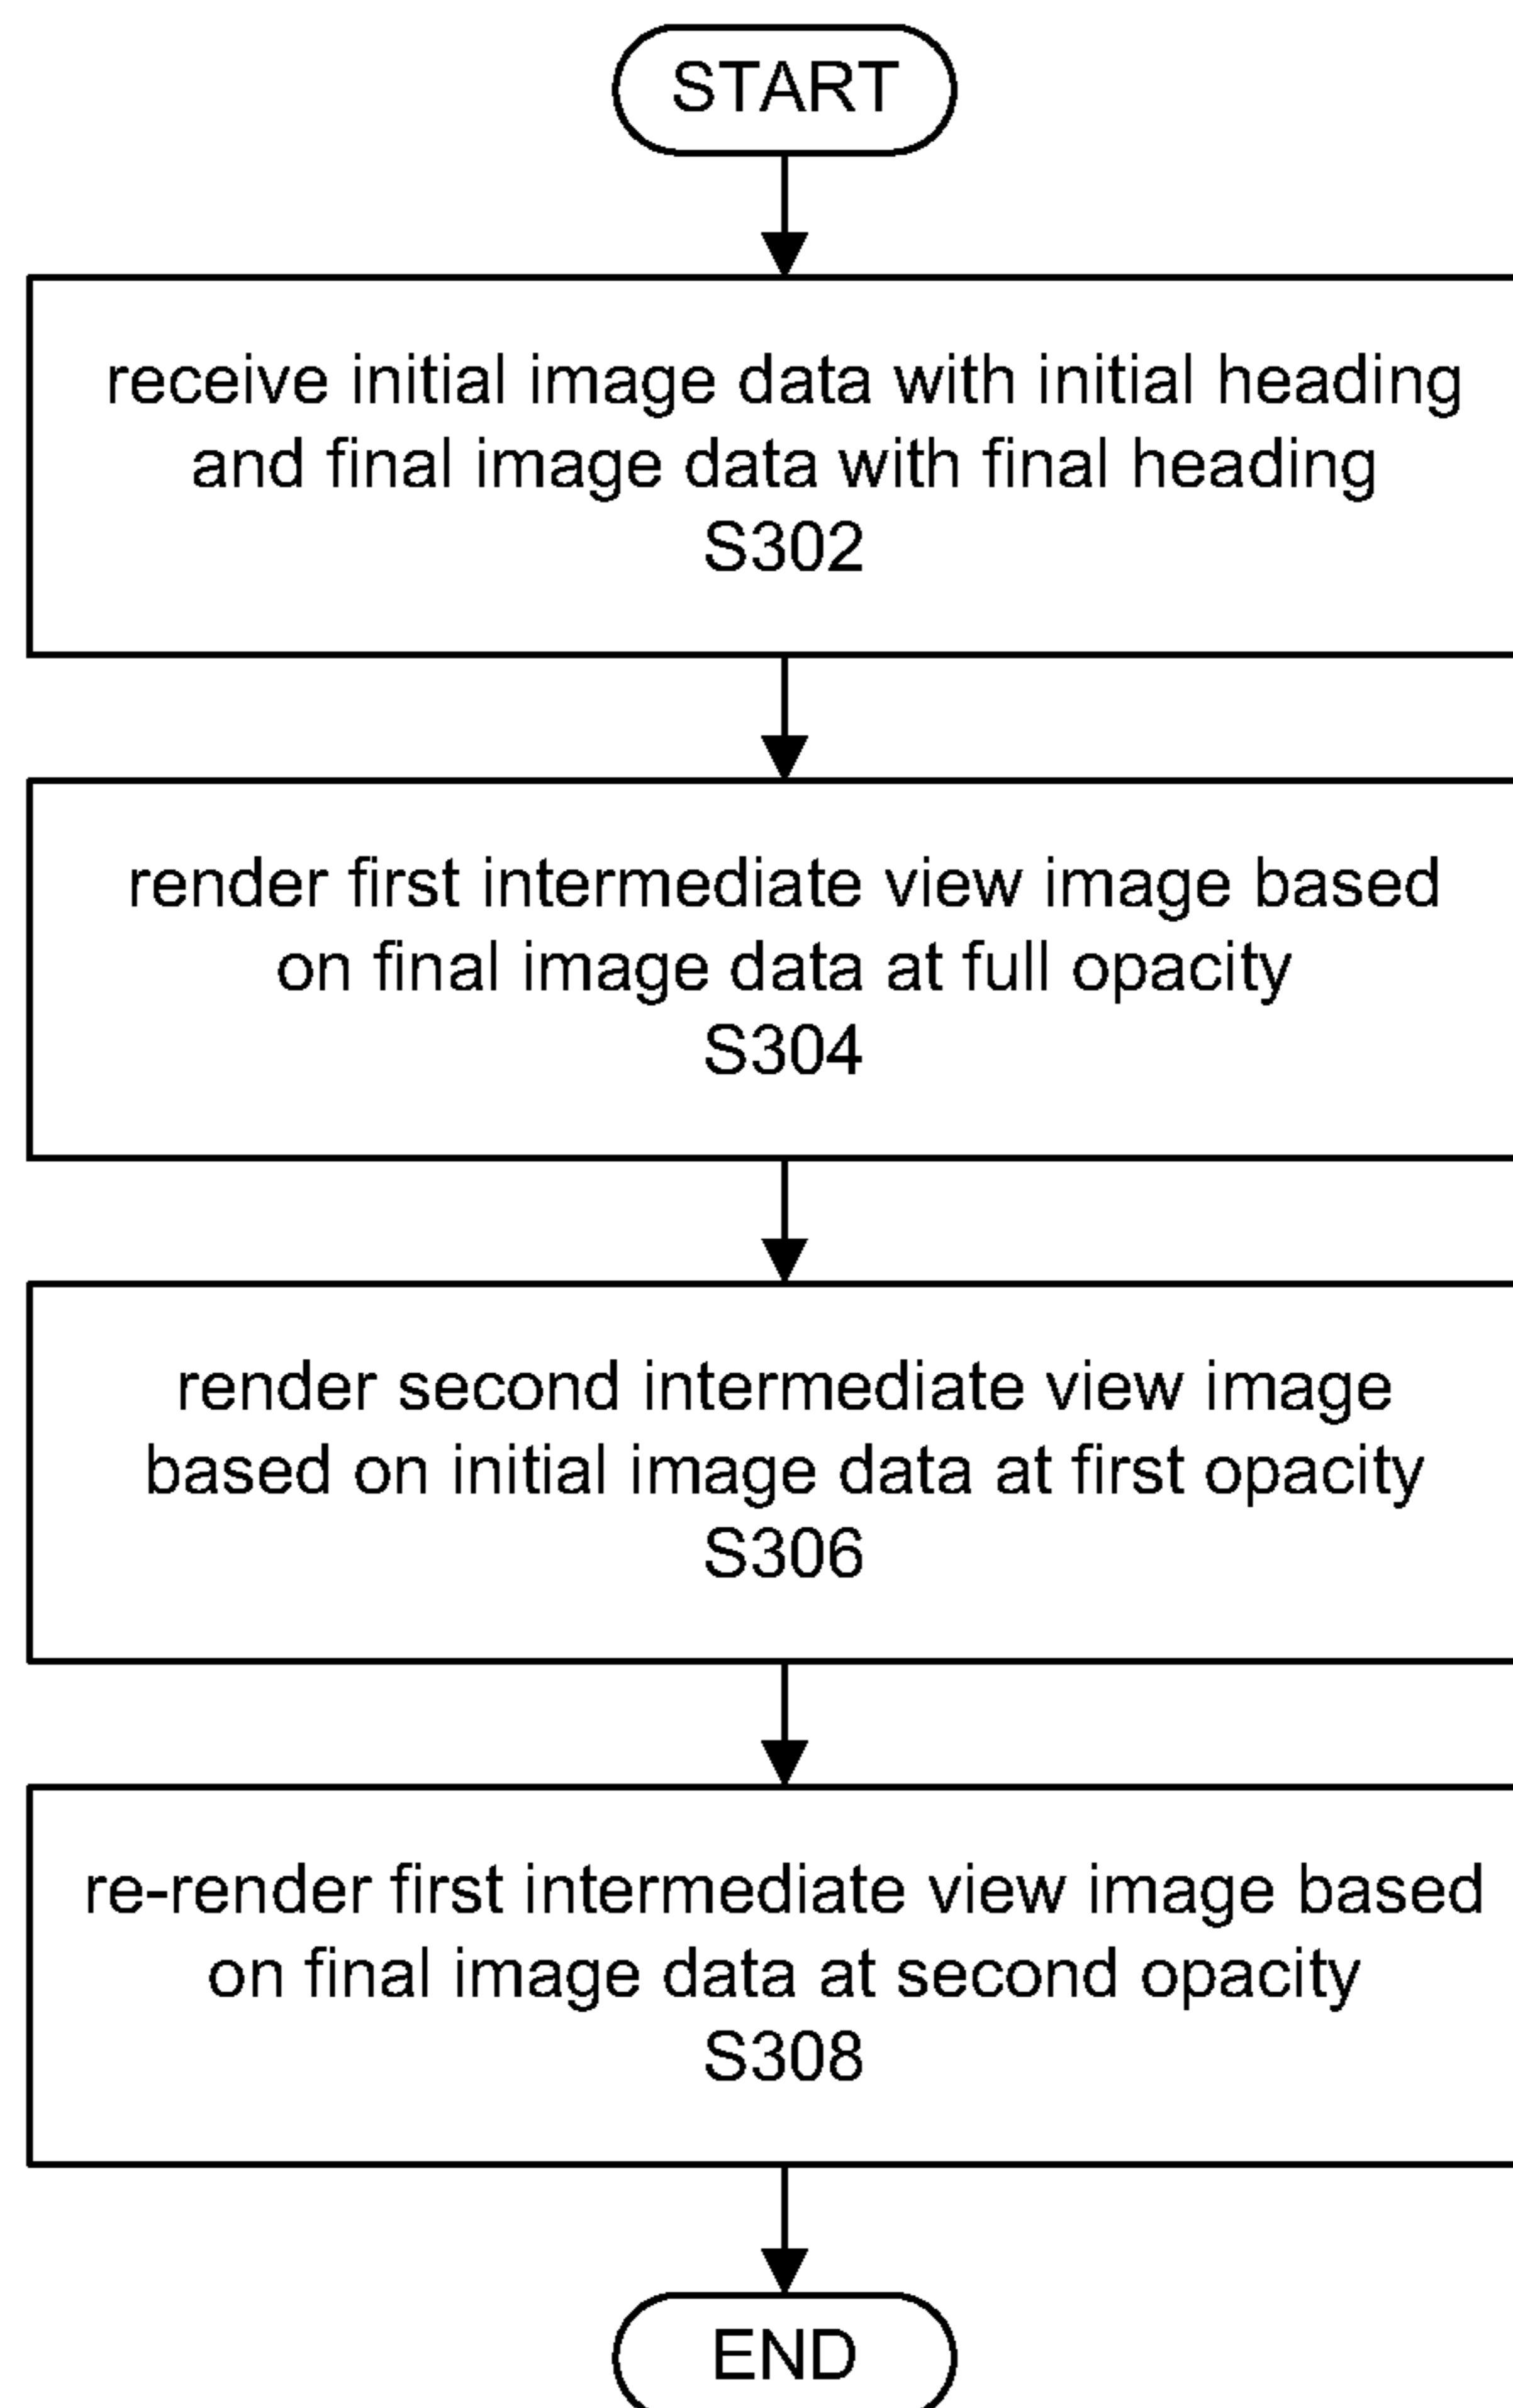 START
receive initial image data with initial heading
and final image data with final heading
S302
render first intermediate view image based
on final image data at full opacity
S304
render second intermediate view image
based on initial image data at first opacity
S306
re-render first intermediate view image based
on final image data at second opacity
S308
END